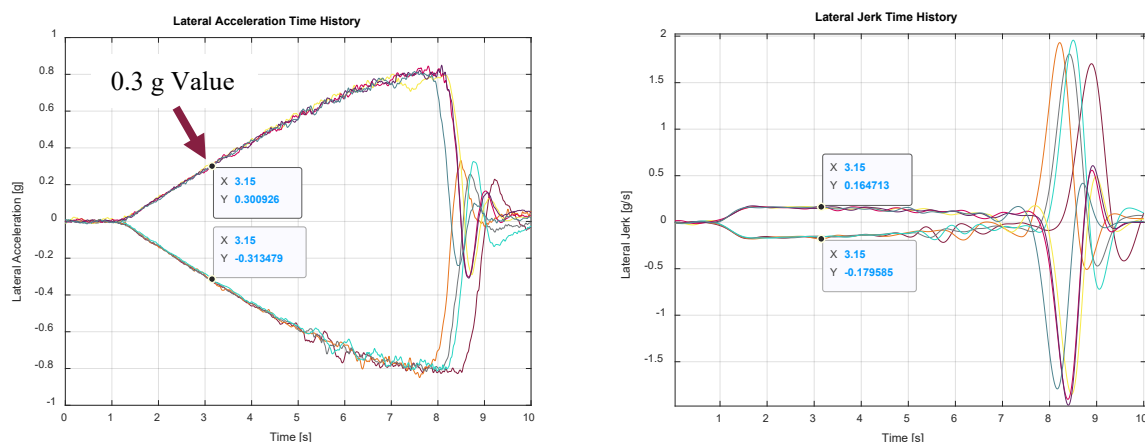 Lateral Acceleration Time History
1
0.8
0.6
0.4
0.2
0
-0.2
-0.4
-0.6
-0.8
-1
Lateral Acceleration [g]
0.3 g Value
X 3.15
Y 0.300926
X 3.15
Y -0.313479
0 1 2 3 4 5 6 7 8 9 10
Time [s]
Lateral Jerk Time History
2
1.5
1
0.5
0
-0.5
-1
-1.5
Lateral Jerk [g/s]
X 3.15
Y 0.164713
X 3.15
Y -0.179585
0 1 2 3 4 5 6 7 8 9 10
Time [s]